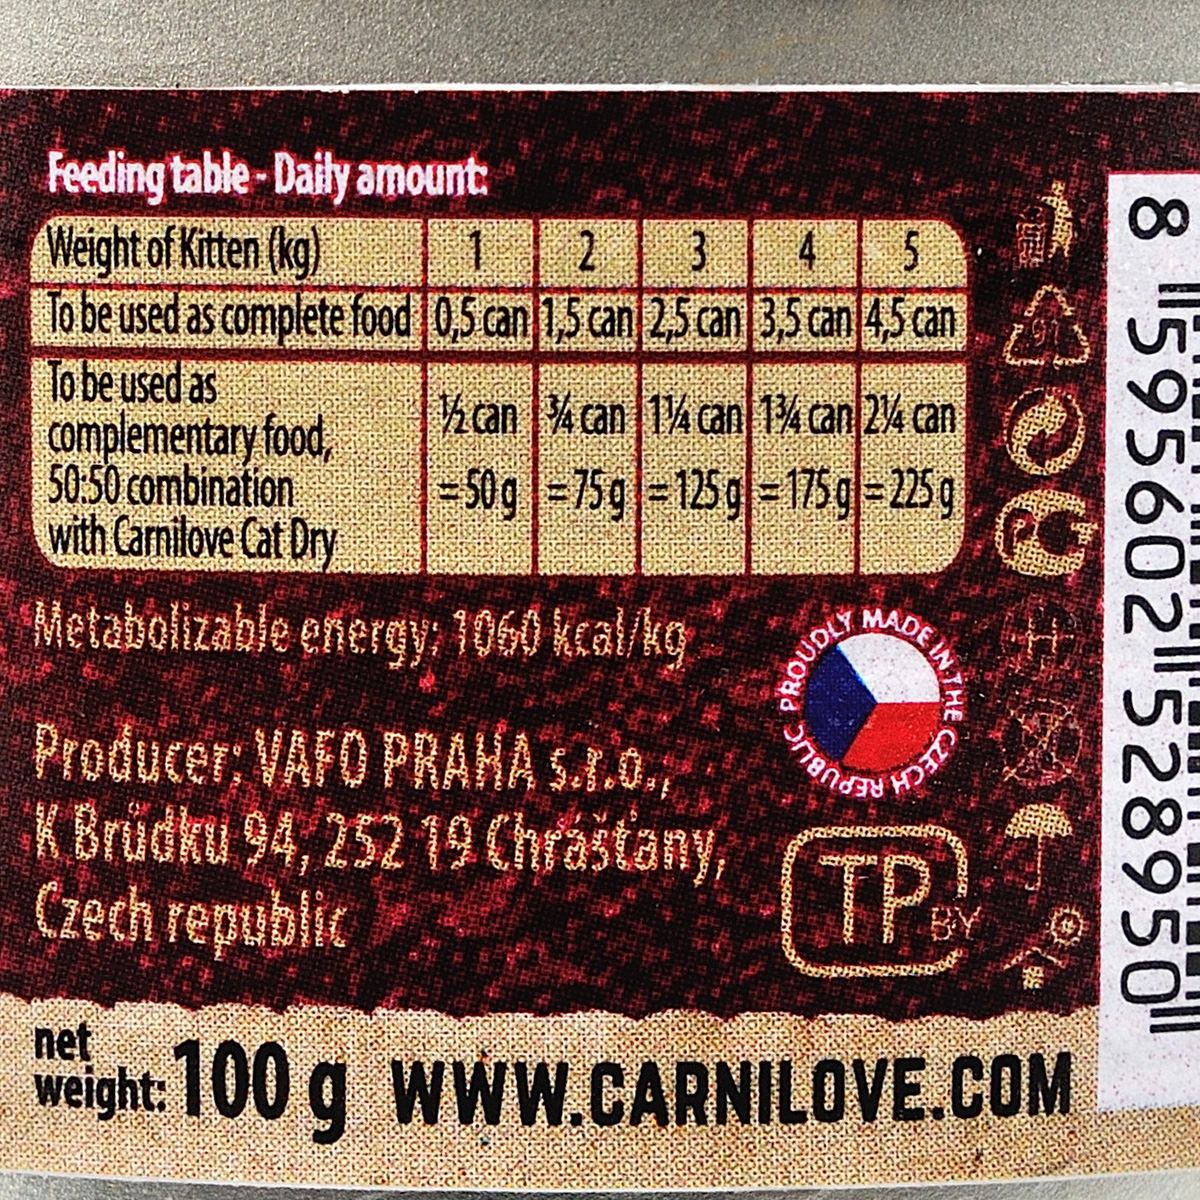 Feeding table - Daily amount:
Weight of Kitten (kg) 1 2 3 4 5
To be used as complete food 0,5 can 1,5 can 2,5 can 3,5 can 4,5 can
To be used as
complementary food,
50:50 combination
with Carnilove Cat Dry
½ can ¾ can 1¼ can 1¾ can 2¼ can
= 50 g = 75 g = 125 g = 175 g = 225 g
Metabolizable energy: 1060 kcal/kg
PROUDLY MADE IN THE CZECH REPUBLIC
Producer: VAFO PRAHA s.r.o.,
K Brůdku 94, 252 19 Chrášťany,
Czech republic
TP BY
H
net
weight: 100 g WWW.CARNILOVE.COM
8 595602 528950